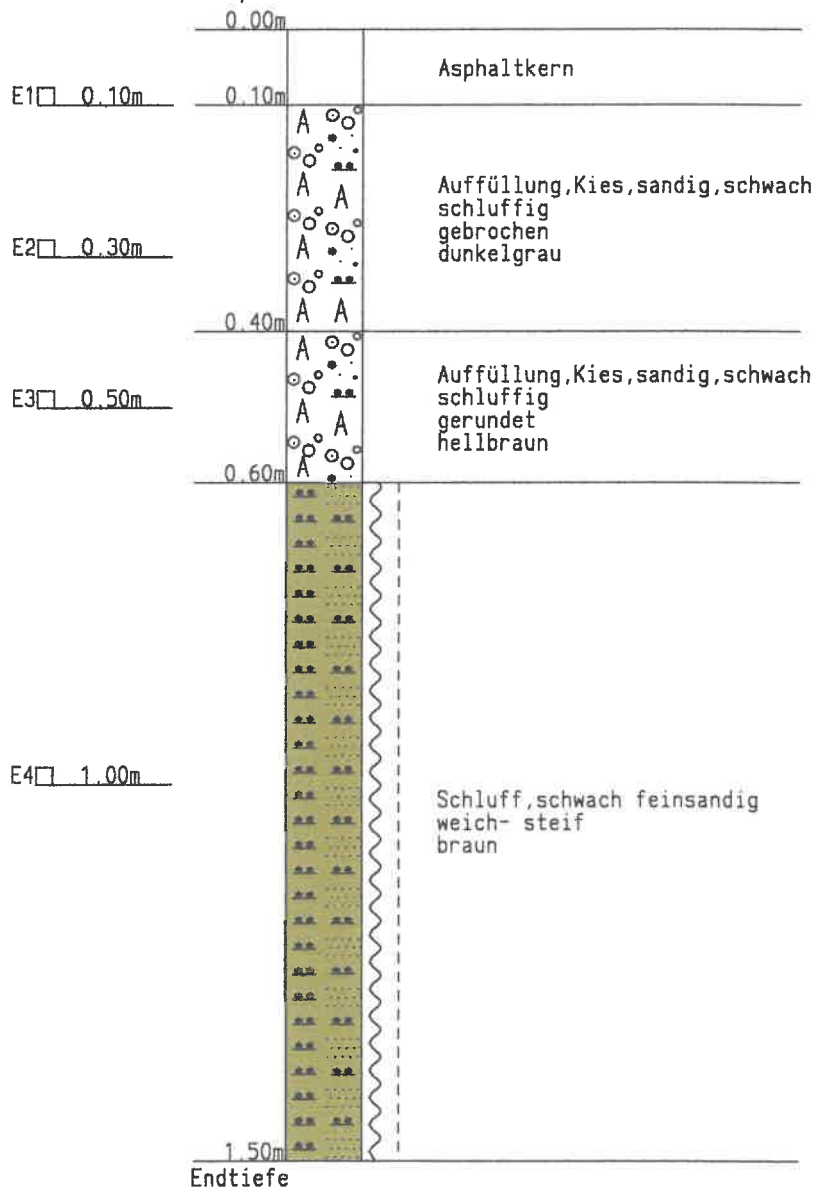 0.00m
Asphaltkern
E1 0.10m
0.10m
Auffüllung,Kies,sandig,schwach
schluffig
gebrochen
dunkelgrau
E2 0.30m
0.40m
Auffüllung,Kies,sandig,schwach
schluffig
gerundet
hellbraun
E3 0.50m
0.60m
E4 1.00m
Schluff,schwach feinsandig
weich- steif
braun
1.50m
Endtiefe